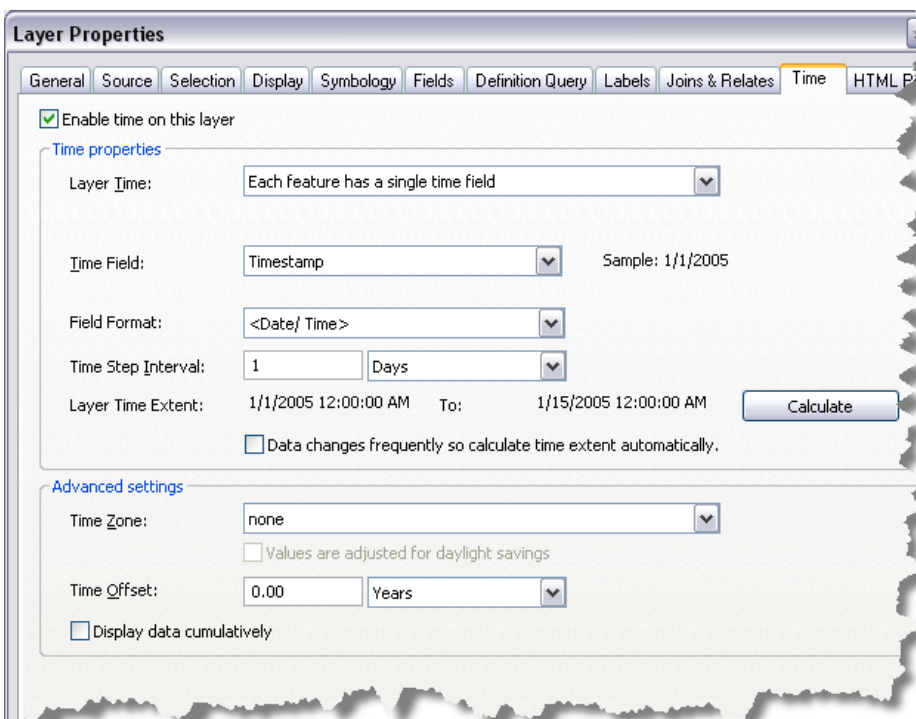 Layer Properties
General Source Selection Display Symbology Fields Definition Query Labels Joins & Relates Time HTML P
Enable time on this layer
Time properties
Layer Time: Each feature has a single time field
Time Field: Timestamp Sample: 1/1/2005
Field Format: <Date/ Time>
Time Step Interval: 1 Days
Layer Time Extent: 1/1/2005 12:00:00 AM To: 1/15/2005 12:00:00 AM Calculate
Data changes frequently so calculate time extent automatically.
Advanced settings
Time Zone: none
Values are adjusted for daylight savings
Time Offset: 0.00 Years
Display data cumulatively